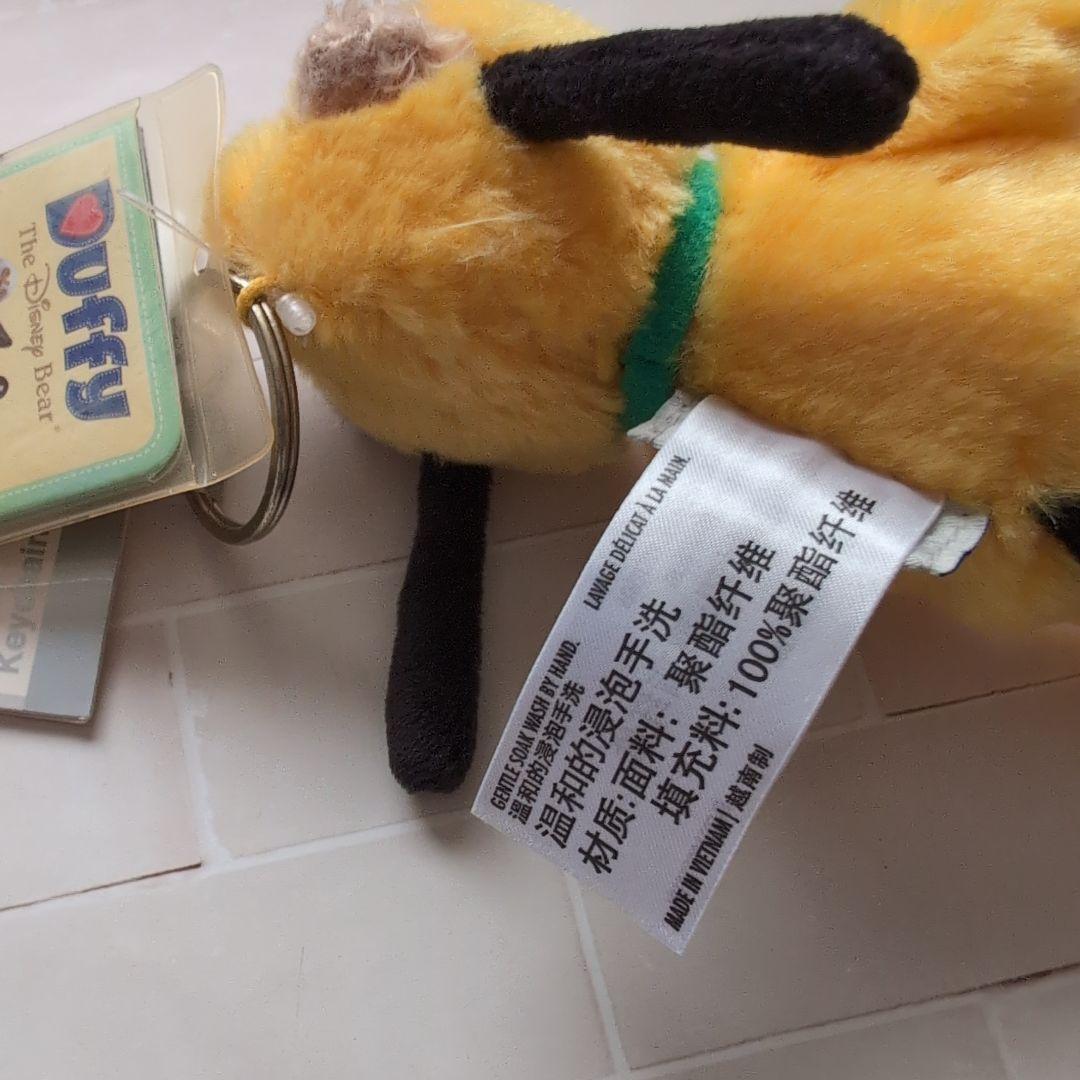 Duffy
The Disney Bear
Keychain
GENTLE SOAK WASH BY HAND. LAVAGE DÉLICAT À LA MAIN.
溫和的浸泡手洗
温和的浸泡手洗
材质:面料: 聚酯纤维
填充料: 100%聚酯纤维
MADE IN VIETNAM / 越南制